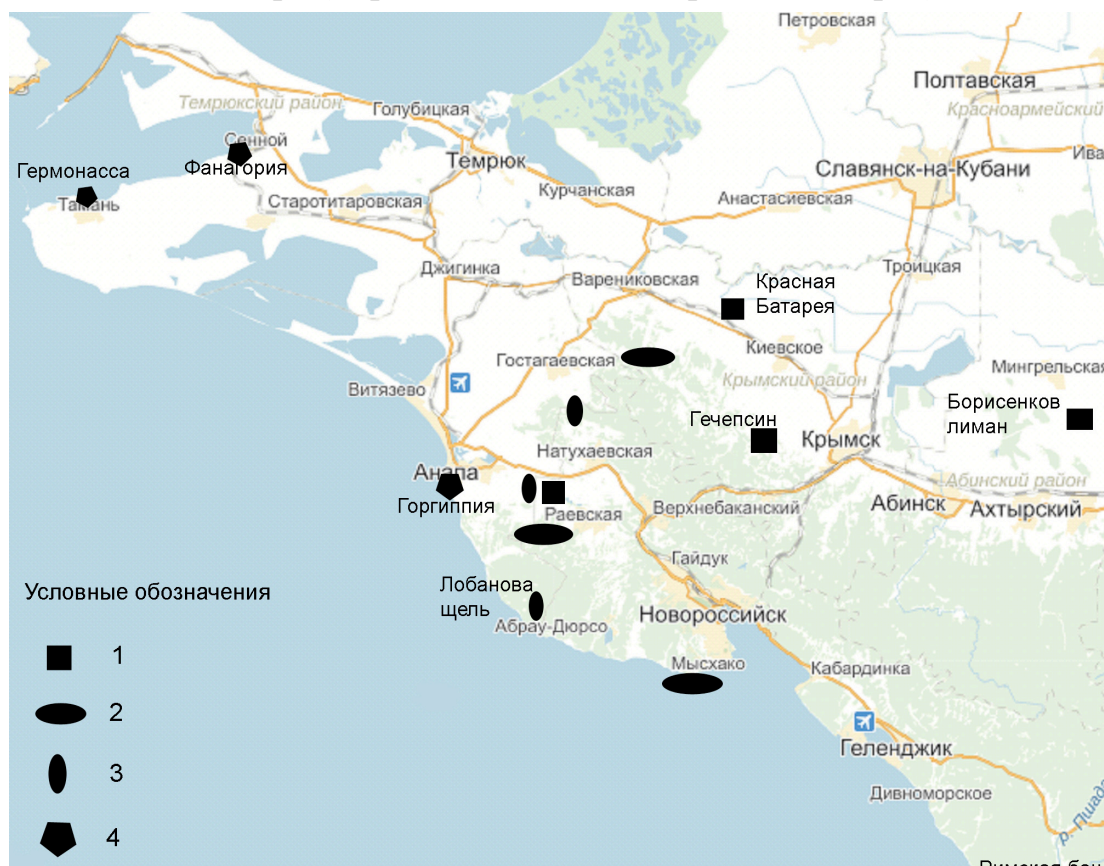 Петровская
Полтавская
Красноармейский
Темрюкский район
Голубицкая
Сенной
Фанагория
Темрюк
Славянск-на-Кубани
Ива
Гермонасса
Тамань
Старотитаровская
Курчанская
Анастасиевская
Джигинка
Варениковская
Троицкая
Красная
Батарея
Гостагаевская
Киевское
Крымский район
Мингрельская
Витязево
Борисенков
лиман
Гечепсин
Крымск
Натухаевская
Анапа
Абинский район
Горгиппия
Раевская
Верхнебаканский
Абинск
Ахтырский
Гайдук
Условные обозначения
Лобанова
щель
Новороссийск
Абрау-Дюрсо
1
Мысхако
Кабардинка
2
Геленджик
3
Дивноморское
4
р. Пшада